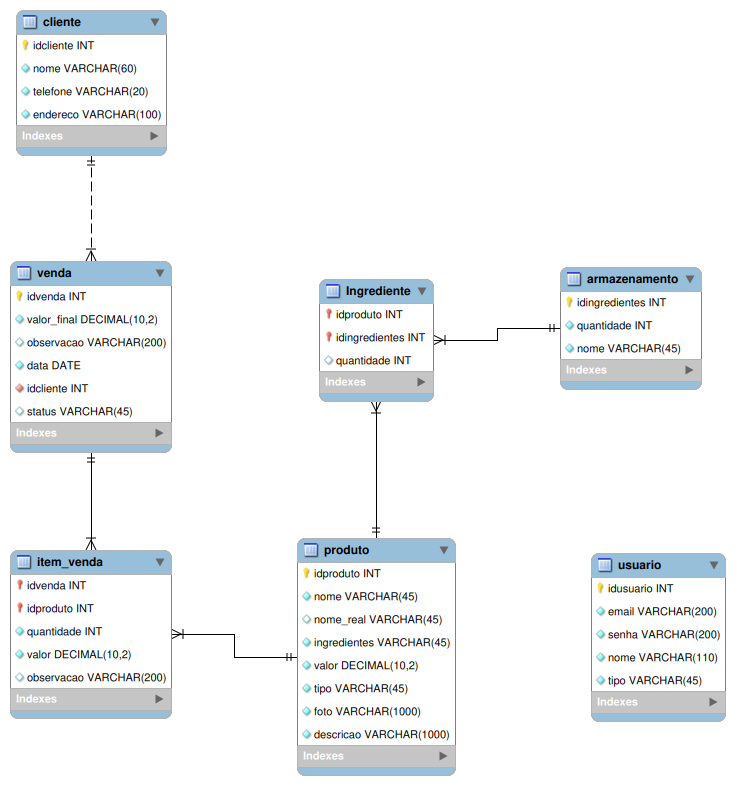 cliente
idcliente INT
nome VARCHAR(60)
telefone VARCHAR(20)
endereco VARCHAR(100)
Indexes
venda
idvenda INT
valor_final DECIMAL(10,2)
observacao VARCHAR(200)
data DATE
idcliente INT
status VARCHAR(45)
Indexes
Ingrediente
idproduto INT
idingredientes INT
quantidade INT
Indexes
armazenamento
idingredientes INT
quantidade INT
nome VARCHAR(45)
Indexes
item_venda
idvenda INT
idproduto INT
quantidade INT
valor DECIMAL(10,2)
observacao VARCHAR(200)
Indexes
produto
idproduto INT
nome VARCHAR(45)
nome_real VARCHAR(45)
ingredientes VARCHAR(45)
valor DECIMAL(10,2)
tipo VARCHAR(45)
foto VARCHAR(1000)
descricao VARCHAR(1000)
Indexes
usuario
idusuario INT
email VARCHAR(200)
senha VARCHAR(200)
nome VARCHAR(110)
tipo VARCHAR(45)
Indexes